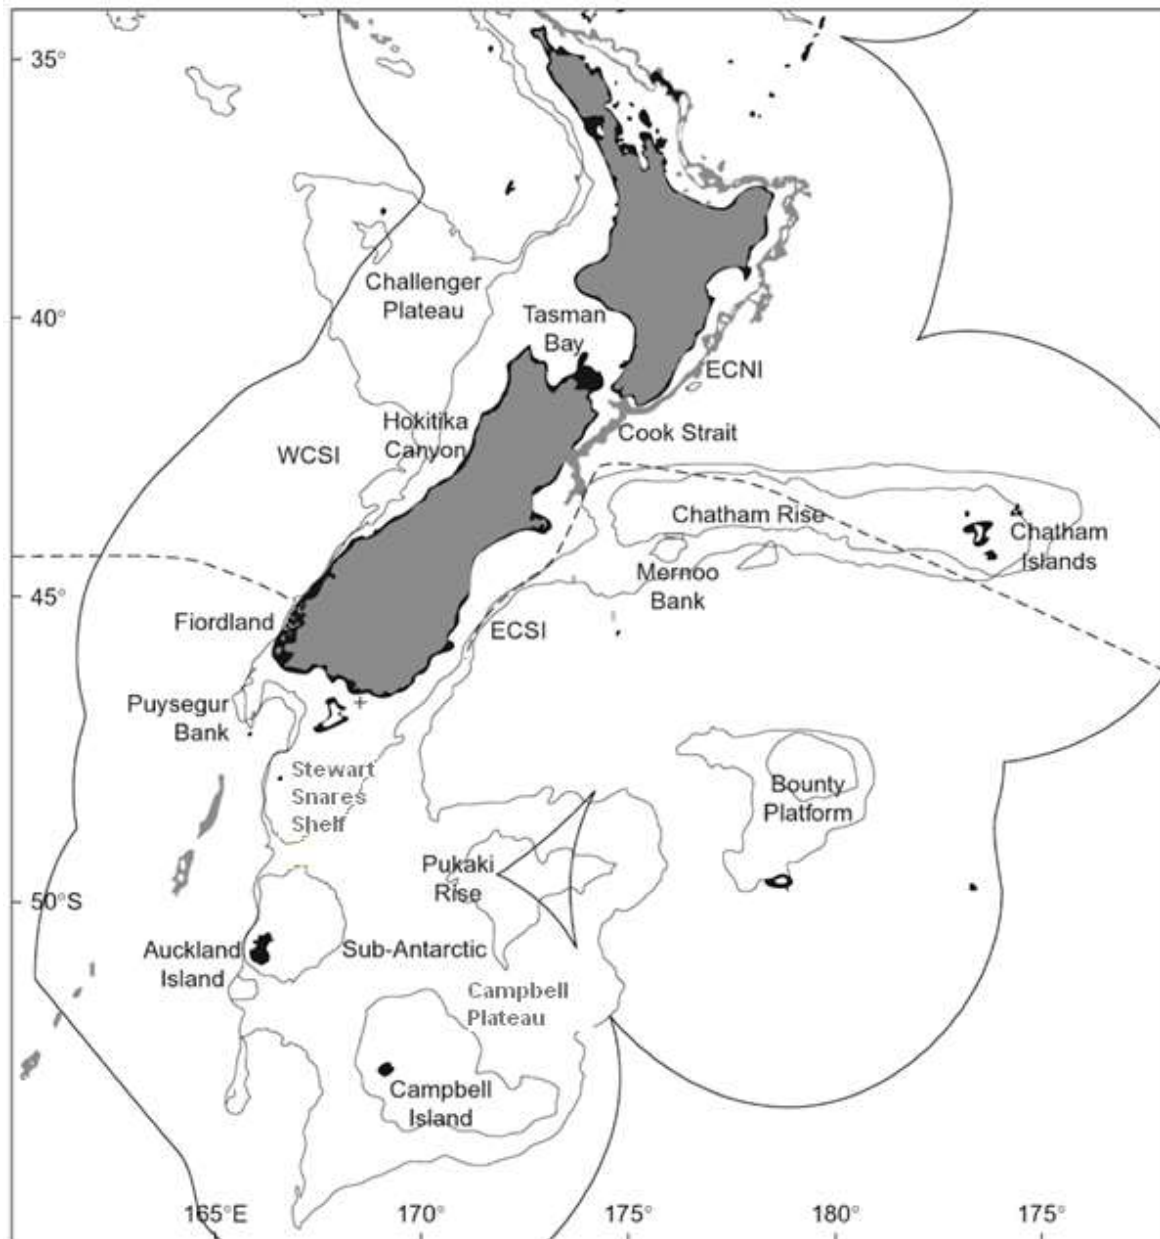 35°
Challenger
Plateau
40°
Tasman
Bay
ECNI
Hokitika
Canyon
Cook Strait
WCSI
Chatham Rise
Chatham
Islands
Mernoo
Bank
45°
Fiordland
ECSI
Puysegur
Bank
Stewart
Snares
Shelf
Bounty
Platform
Pukaki
Rise
50°S
Auckland
Island
Sub-Antarctic
Campbell
Plateau
Campbell
Island
165°E
170°
175°
180°
175°